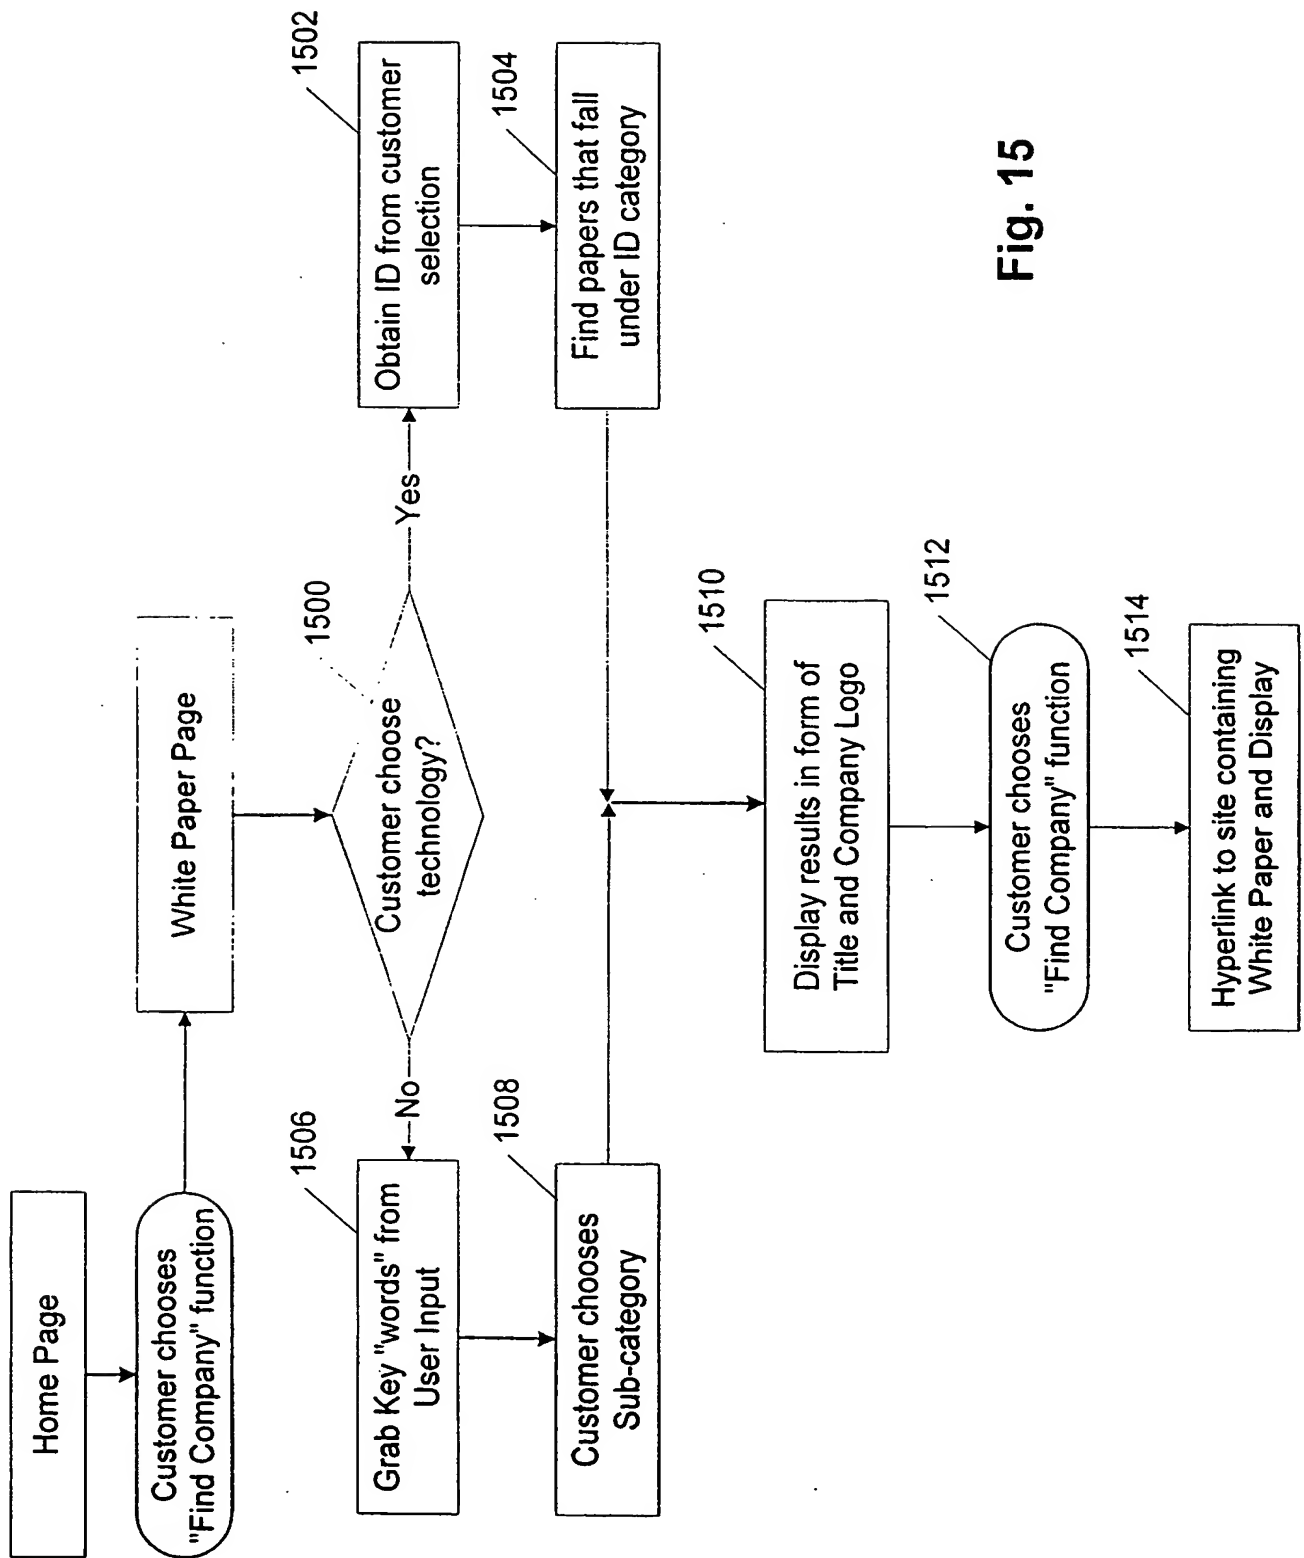 Home Page
Customer chooses
"Find Company" function
White Paper Page
1500
Customer choose
technology?
Yes
1502
Obtain ID from customer
selection
1504
Find papers that fall
under ID category
No
1506
Grab Key "words" from
User Input
1508
Customer chooses
Sub-category
1510
Display results in form of
Title and Company Logo
1512
Customer chooses
"Find Company" function
1514
Hyperlink to site containing
White Paper and Display
Fig. 15